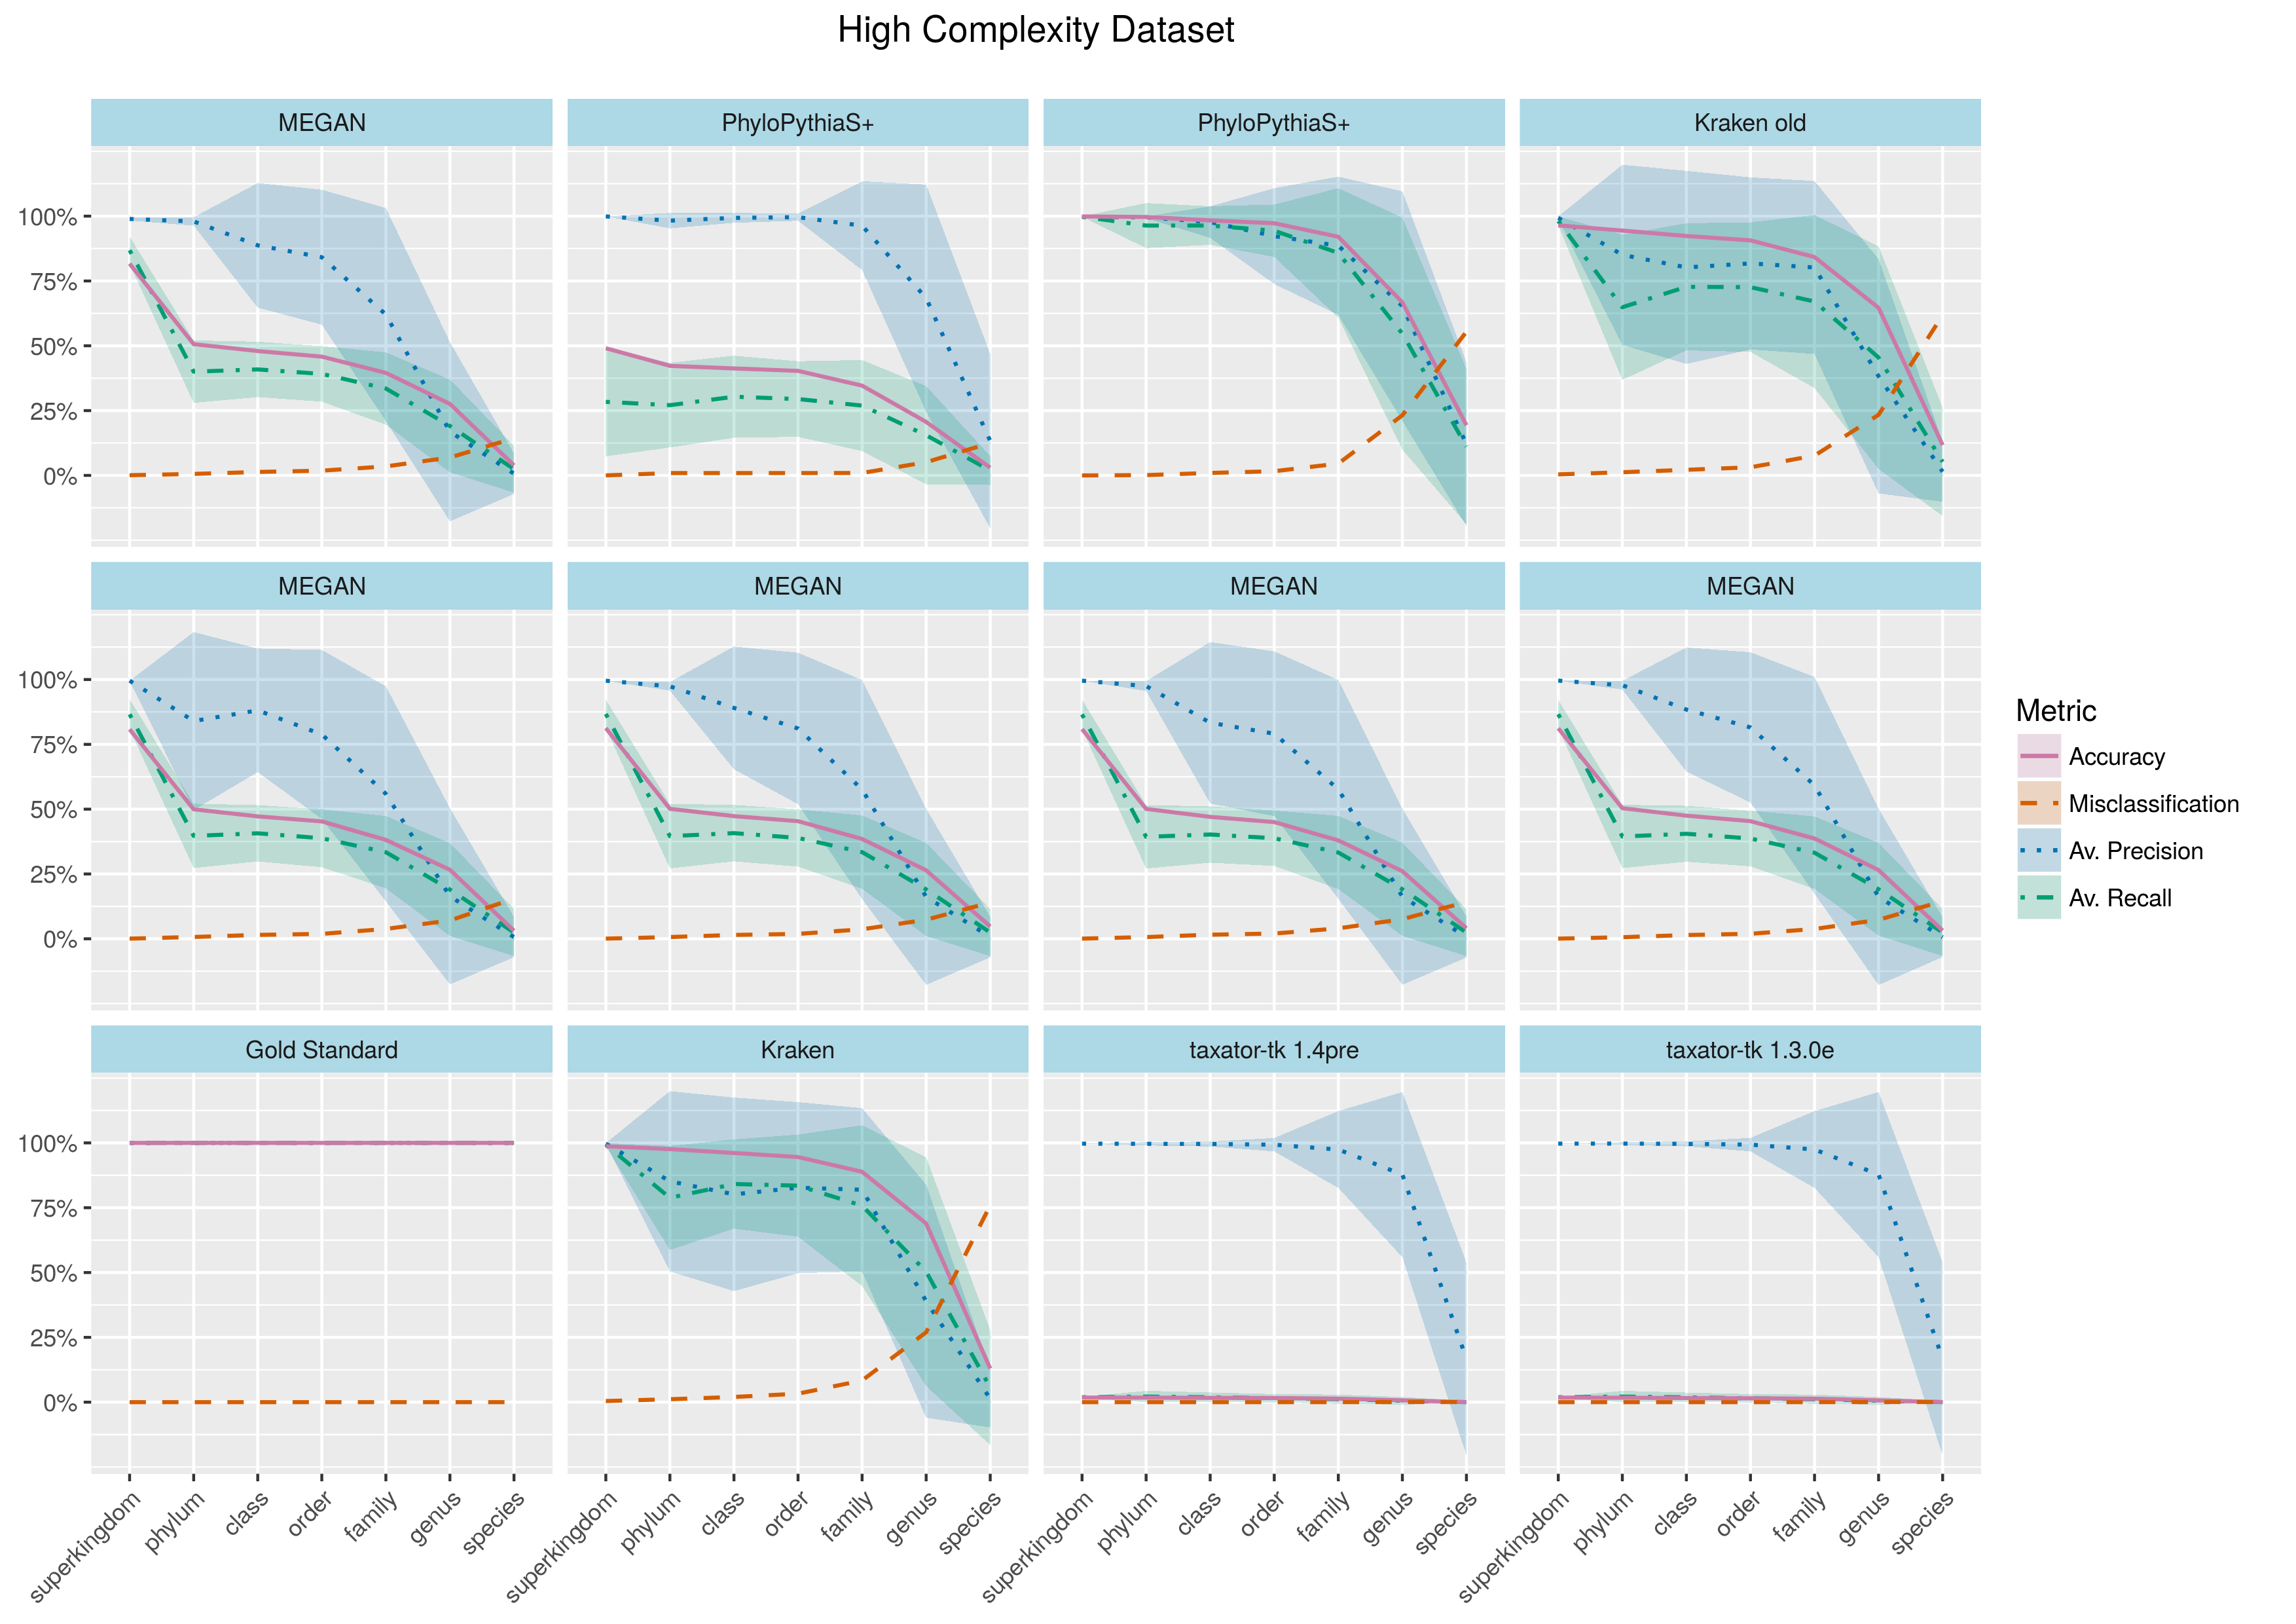 High Complexity Dataset
MEGAN PhyloPythiaS+ PhyloPythiaS+ Kraken old
100%
75%
50%
25%
0%
MEGAN MEGAN MEGAN MEGAN
100%
75%
50%
25%
0%
Gold Standard Kraken taxator-tk 1.4pre taxator-tk 1.3.0e
100%
75%
50%
25%
0%
superkingdom phylum class order family genus species superkingdom phylum class order family genus species superkingdom phylum class order family genus species superkingdom phylum class order family genus species
Metric
Accuracy
Misclassification
Av. Precision
Av. Recall